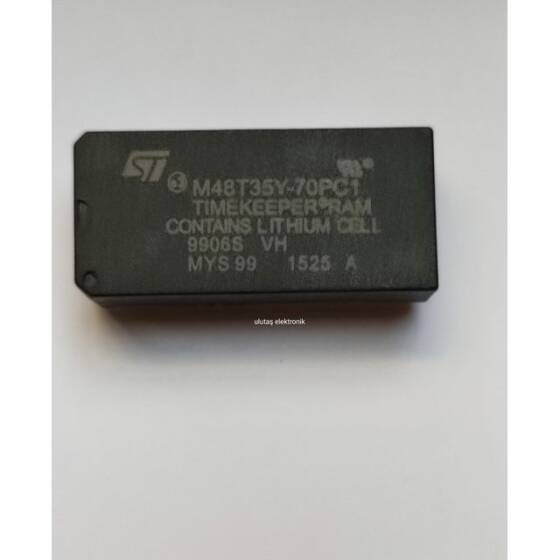 ST M48T35Y-70PC1
TIMEKEEPER®RAM
CONTAINS LITHIUM CELL
9906S VH
MYS 99 1525 A
ulutaş elektronik